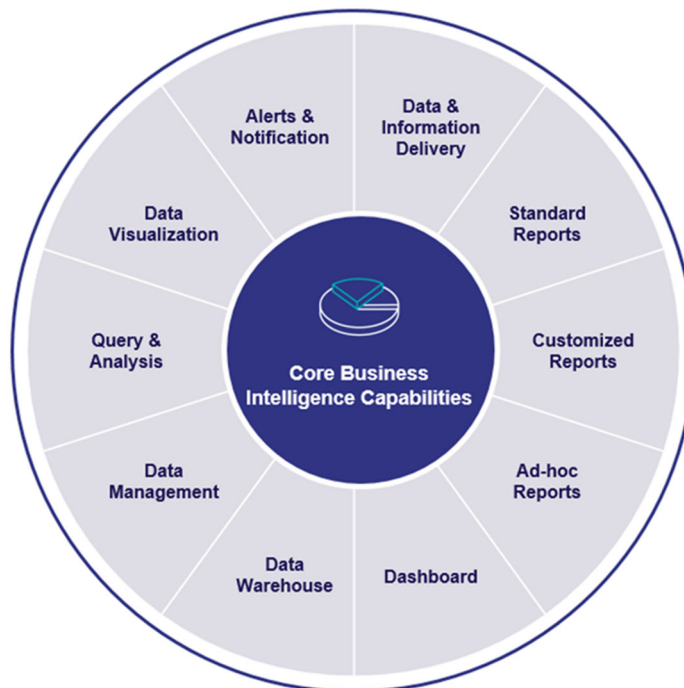 Alerts &
Notification
Data &
Information
Delivery
Standard
Reports
Customized
Reports
Ad-hoc
Reports
Dashboard
Data
Warehouse
Data
Management
Query &
Analysis
Data
Visualization
Core Business
Intelligence Capabilities